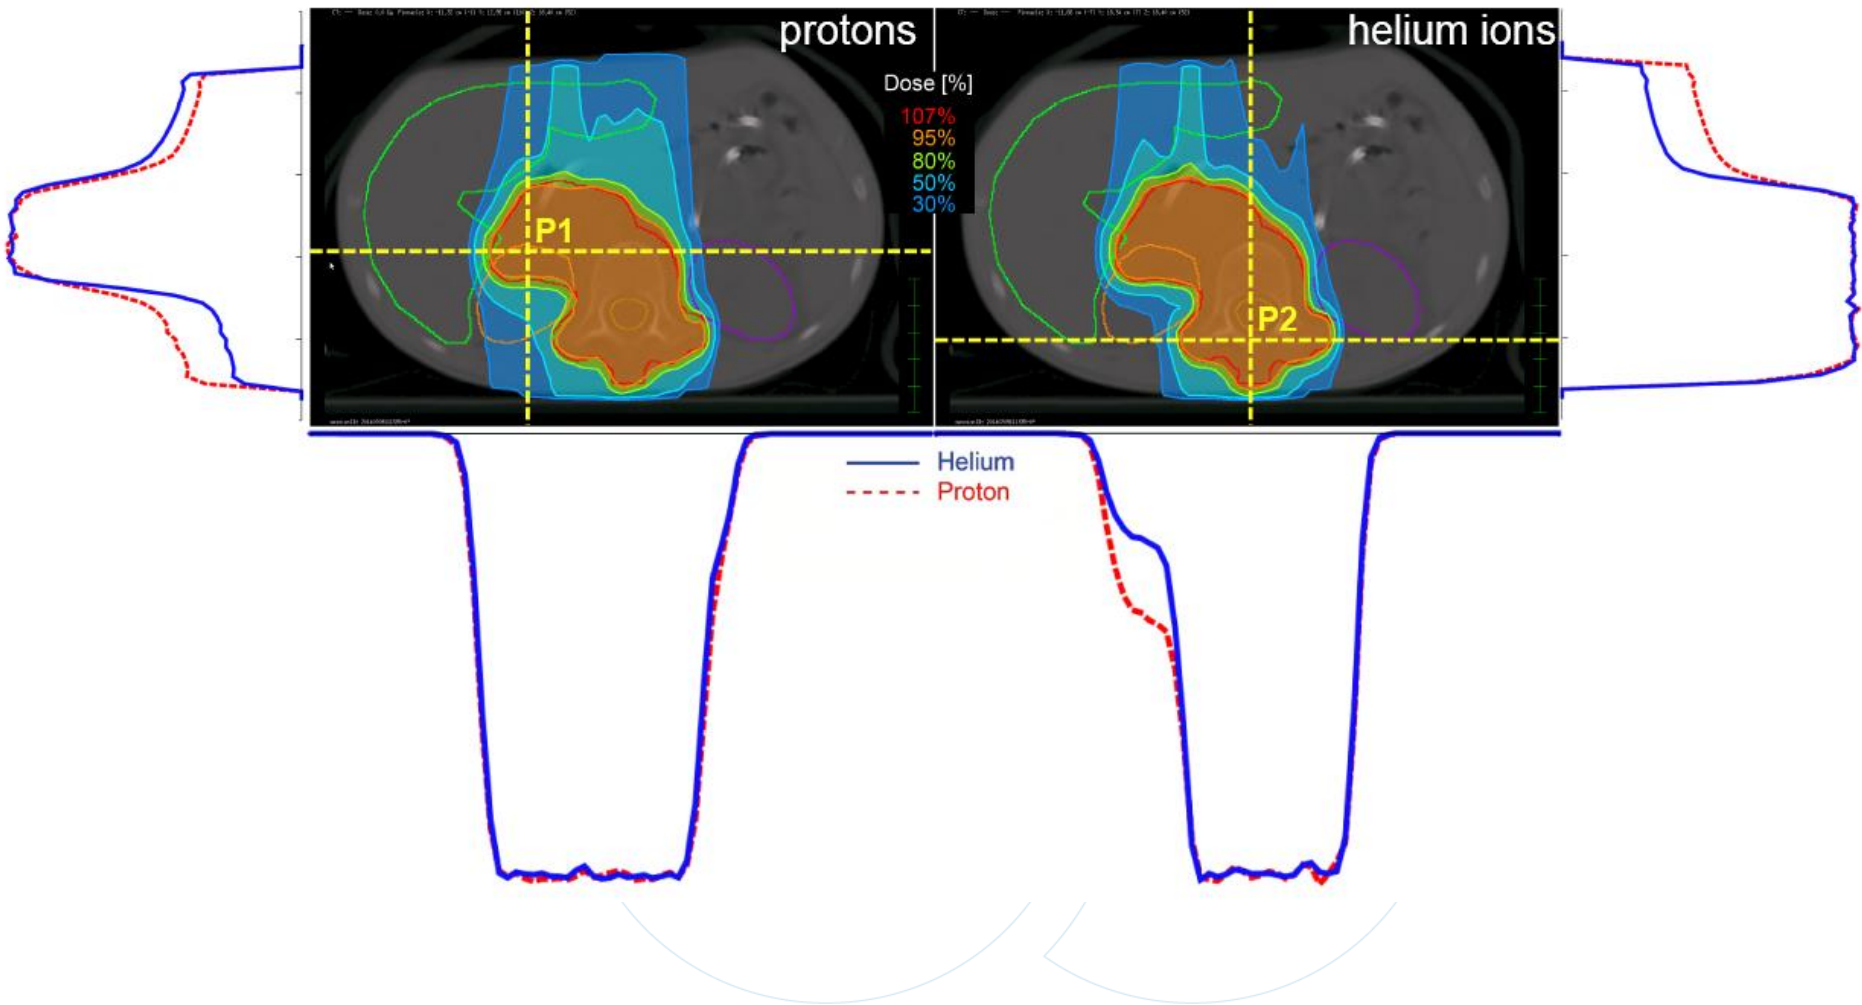 protons
helium ions
Dose [%]
107%
95%
80%
50%
30%
P1
P2
Helium
Proton